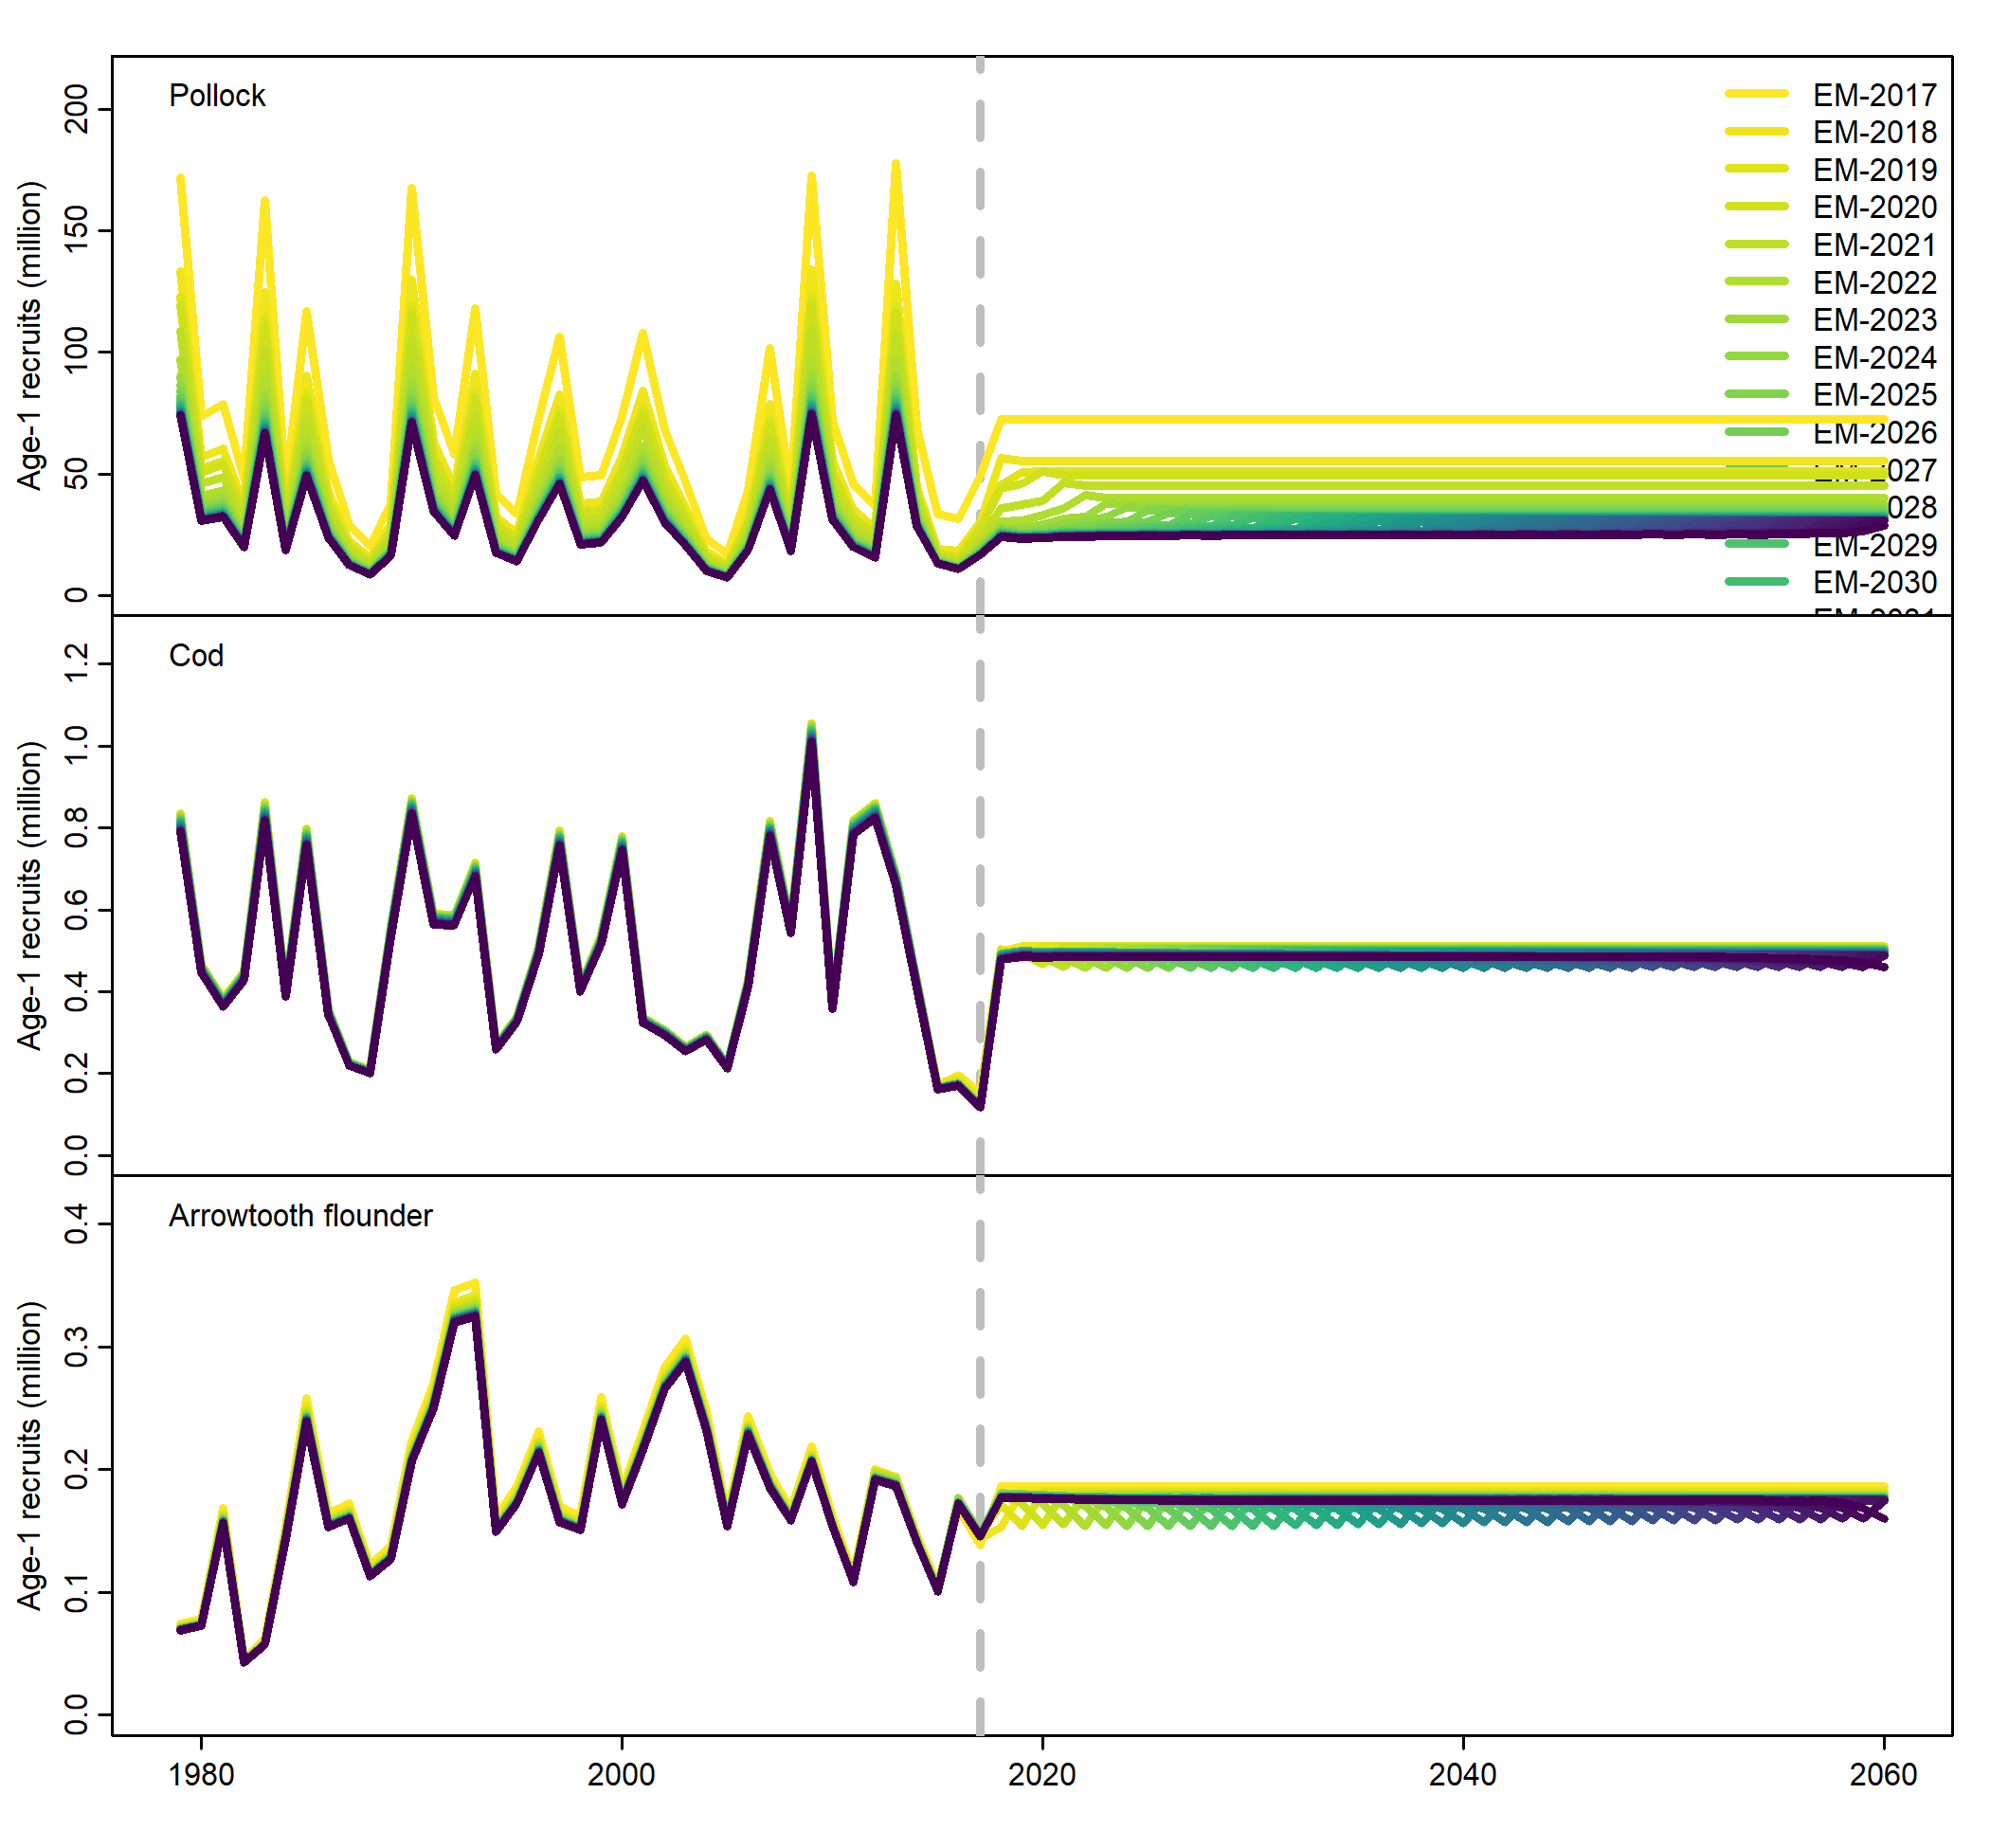 Pollock
Age-1 recruits (million)
200
150
100
50
0
EM-2017
EM-2018
EM-2019
EM-2020
EM-2021
EM-2022
EM-2023
EM-2024
EM-2025
EM-2026
EM-2027
028
EM-2029
EM-2030
Cod
Age-1 recruits (million)
1.2
1.0
0.8
0.6
0.4
0.2
0.0
Arrowtooth flounder
Age-1 recruits (million)
0.4
0.3
0.2
0.1
0.0
1980 2000 2020 2040 2060